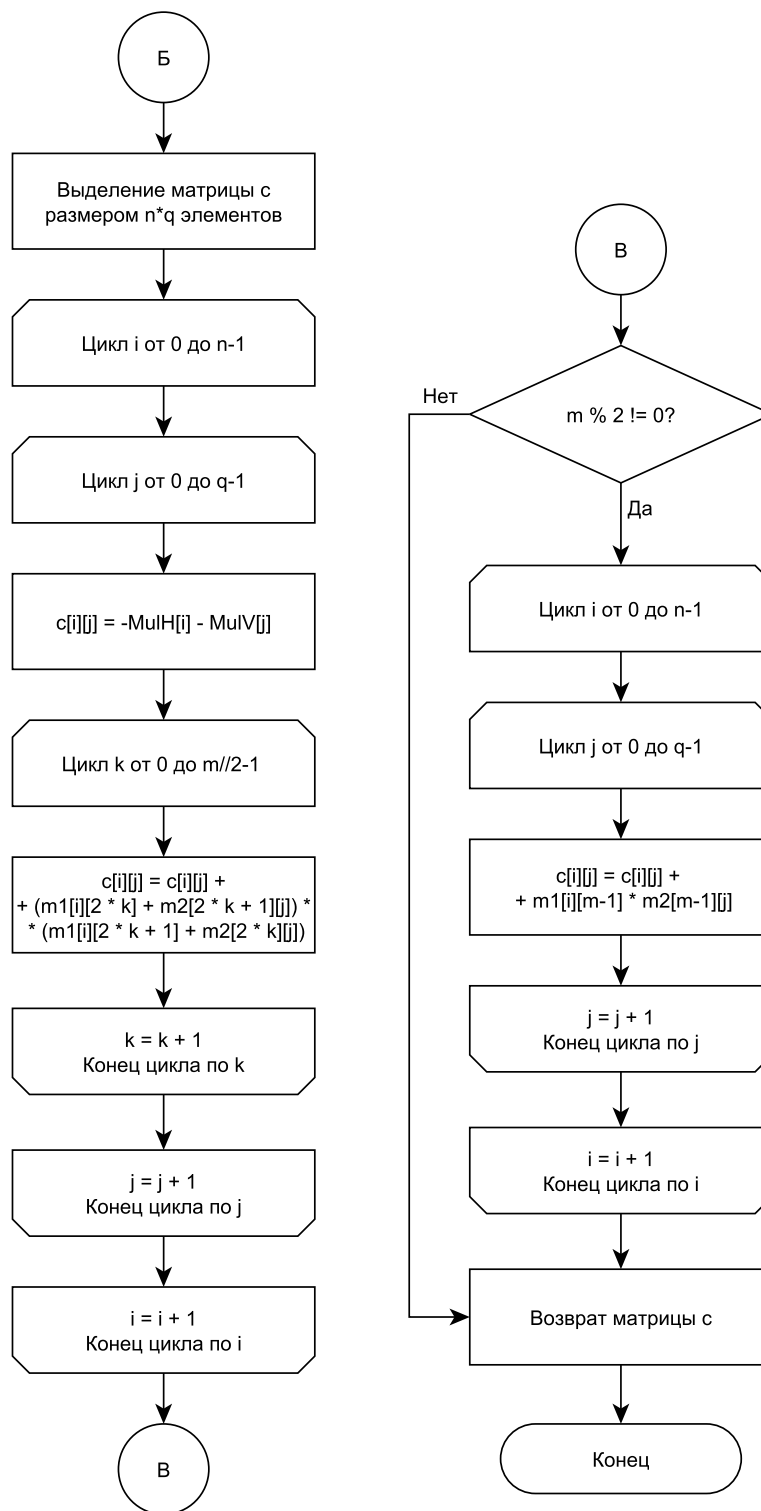 Б
Выделение матрицы с
размером n*q элементов
Цикл i от 0 до n-1
Цикл j от 0 до q-1
c[i][j] = -MulH[i] - MulV[j]
Цикл k от 0 до m//2-1
c[i][j] = c[i][j] +
+ (m1[i][2 * k] + m2[2 * k + 1][j]) *
* (m1[i][2 * k + 1] + m2[2 * k][j])
k = k + 1
Конец цикла по k
j = j + 1
Конец цикла по j
i = i + 1
Конец цикла по i
В
В
m % 2 != 0?
Нет
Да
Цикл i от 0 до n-1
Цикл j от 0 до q-1
c[i][j] = c[i][j] +
+ m1[i][m-1] * m2[m-1][j]
j = j + 1
Конец цикла по j
i = i + 1
Конец цикла по i
Возврат матрицы с
Конец